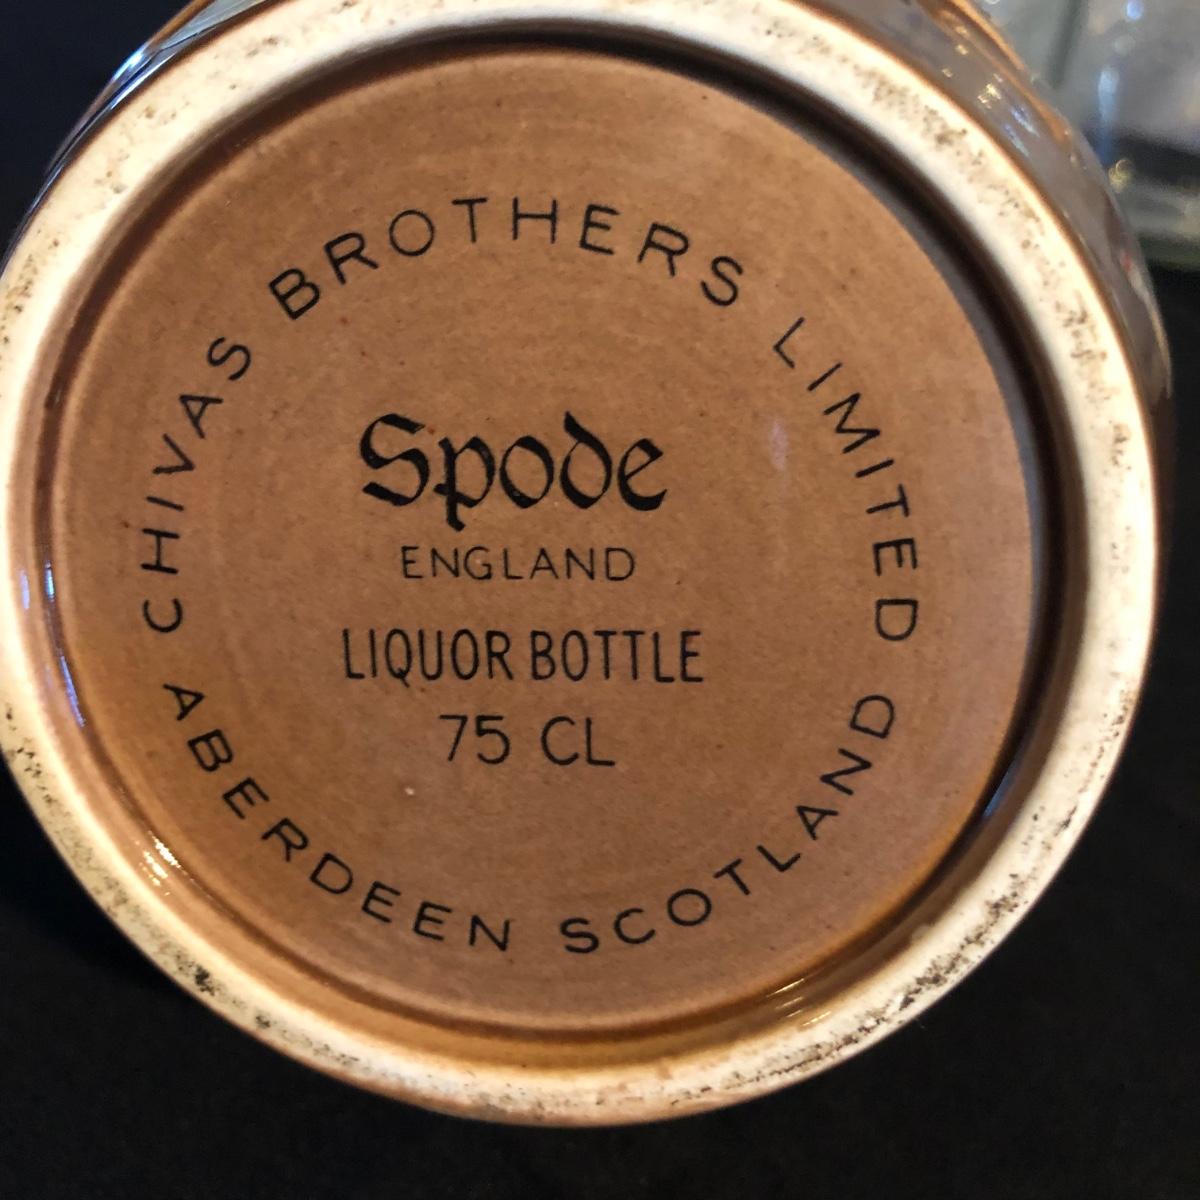 CHIVAS BROTHERS LIMITED
Spode
ENGLAND
LIQUOR BOTTLE
75 CL
ABERDEEN SCOTLAND